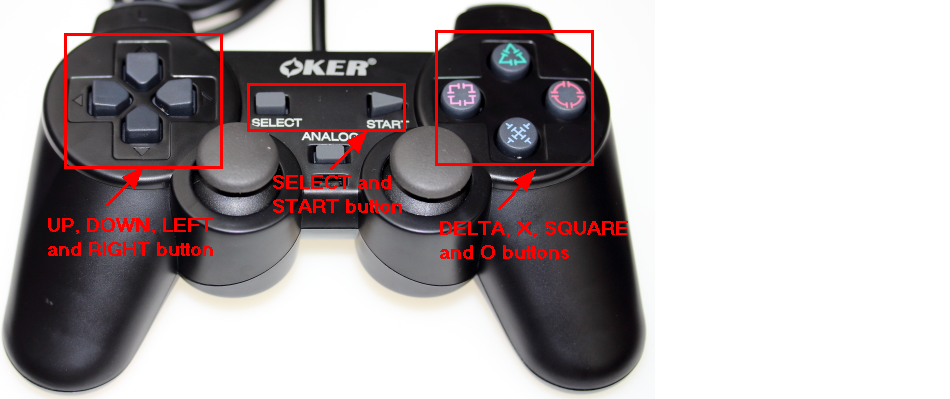 OKER®
SELECT
START
ANALOG
SELECT and
START button
UP, DOWN, LEFT
and RIGHT button
DELTA, X, SQUARE
and O buttons